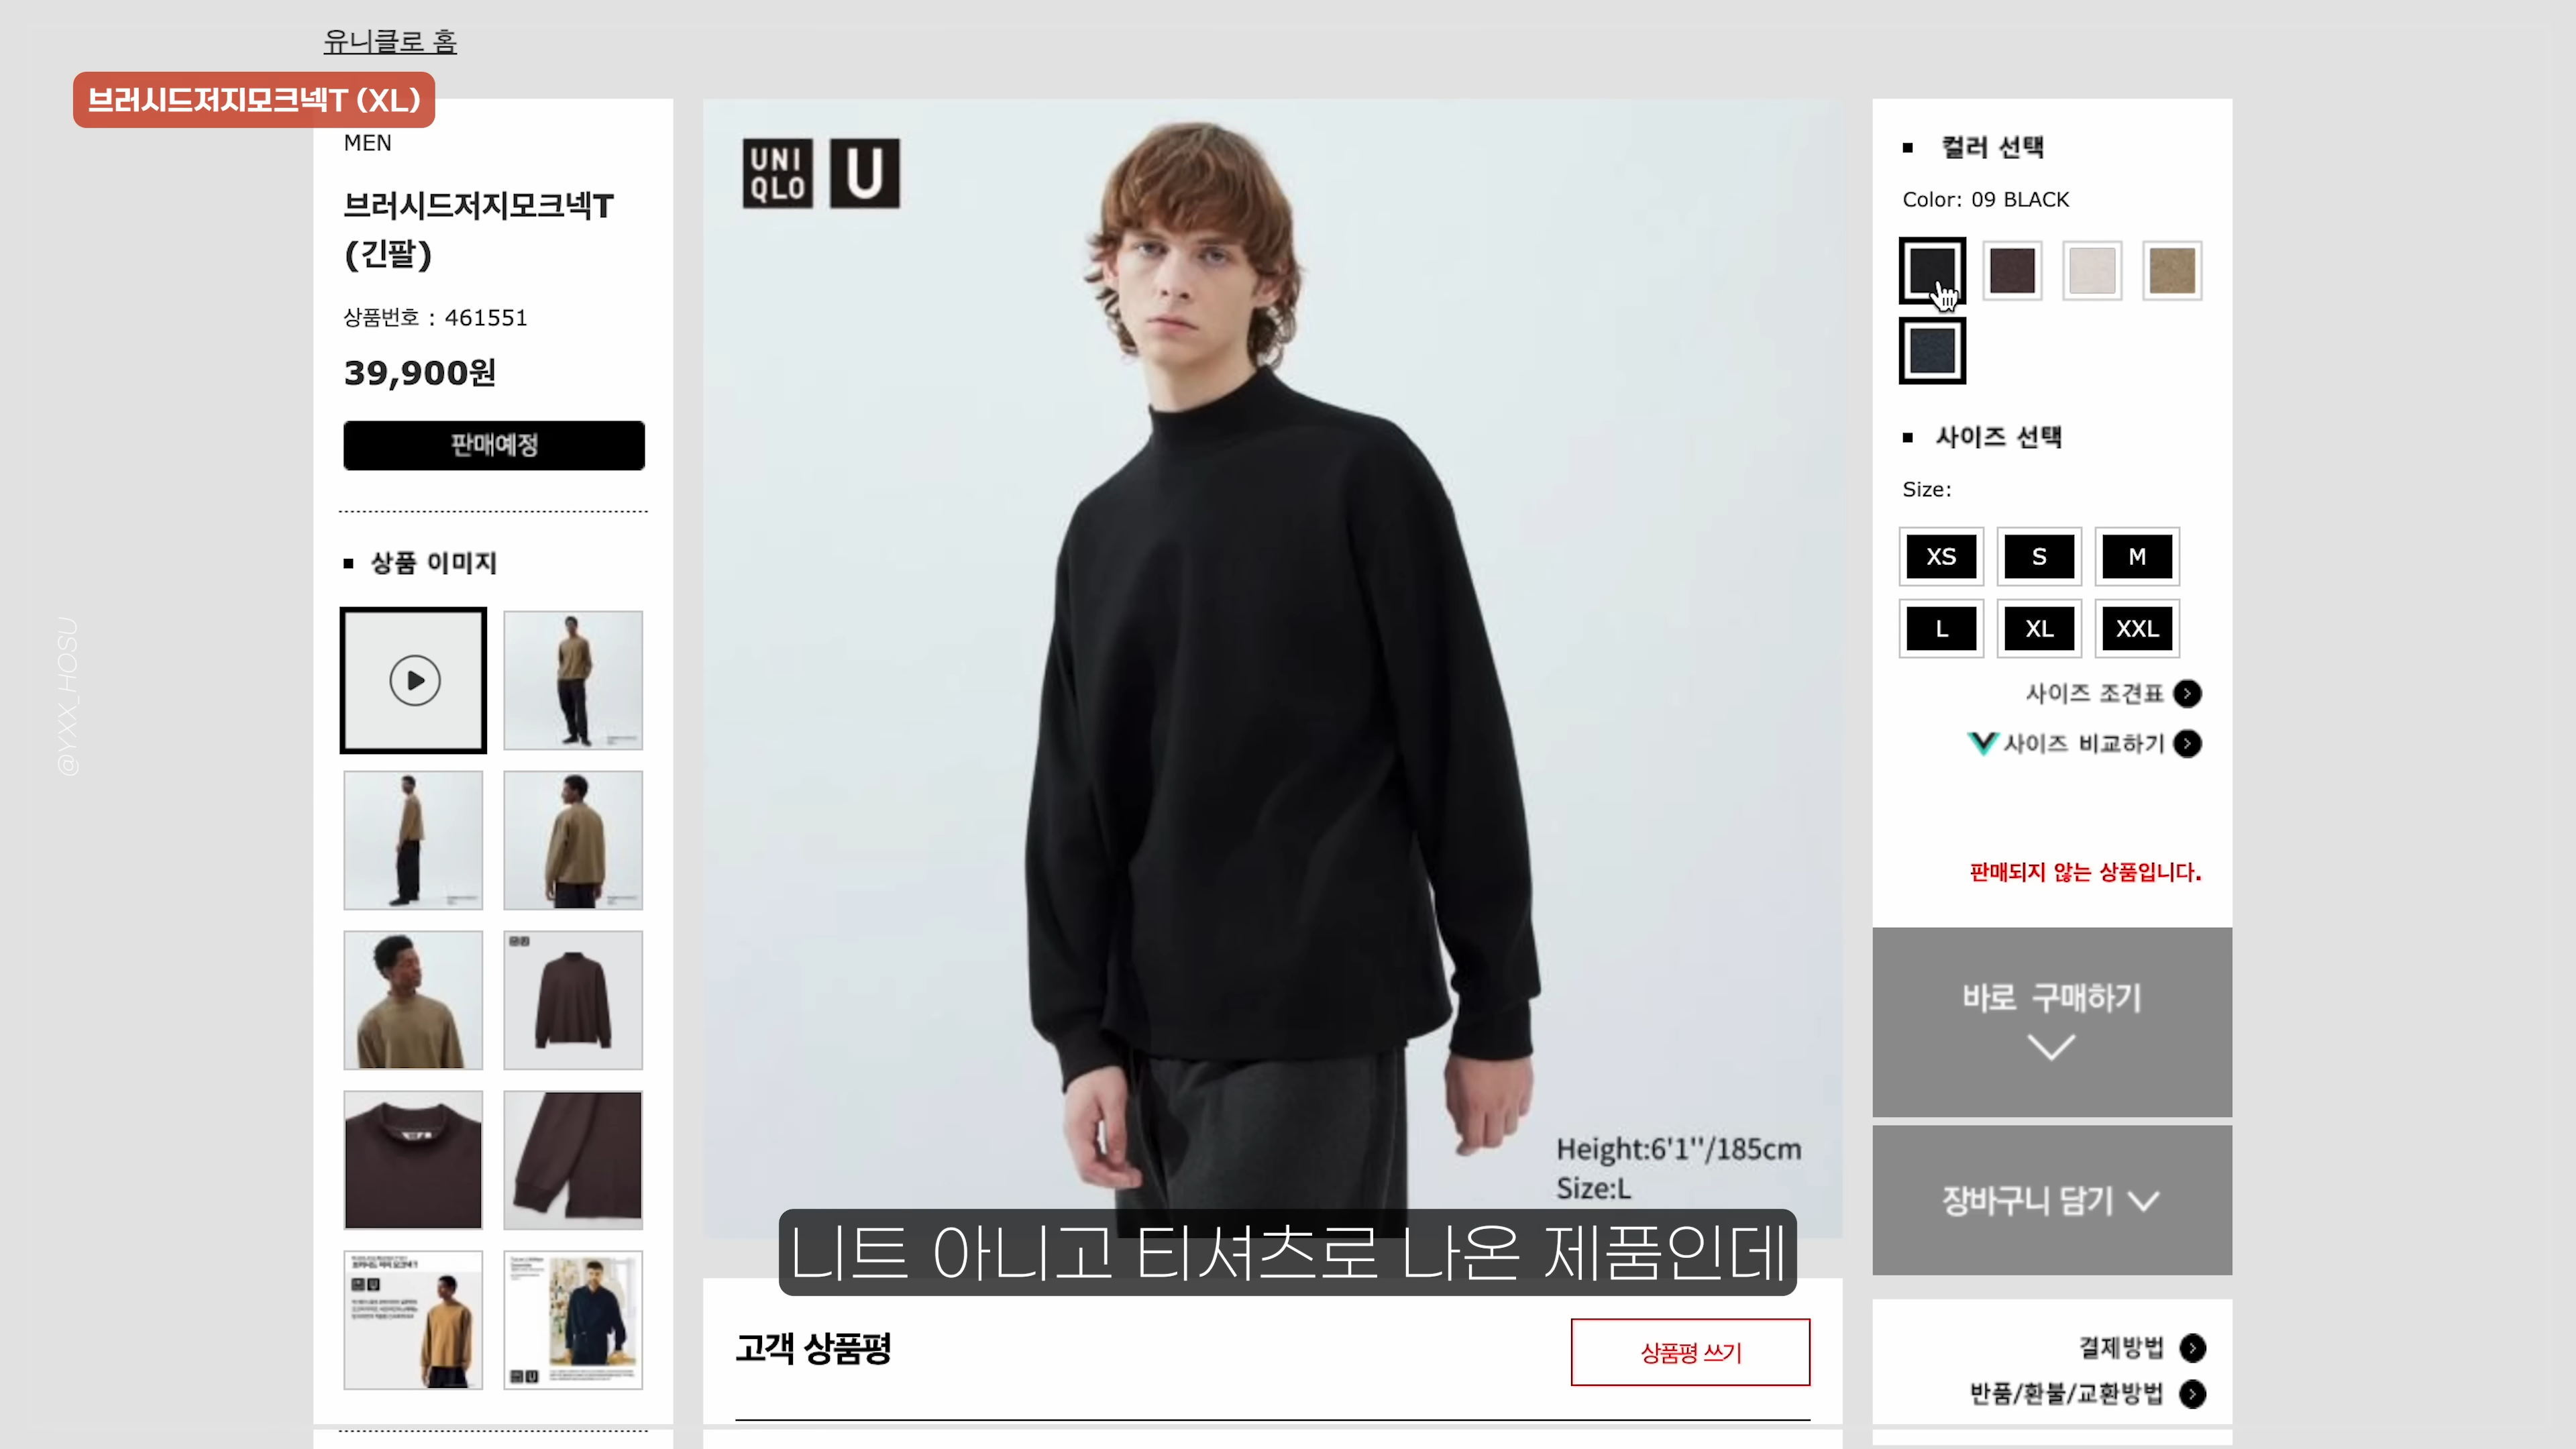 유니클로 홈
브러시드저지모크넥T (XL)
MEN
브러시드저지모크넥T
(긴팔)
상품번호 : 461551
39,900원
판매예정
상품 이미지
@YXX_HOSU
UNI
QLO
U
Height:6'1''/185cm
Size:L
니트 아니고 티셔츠로 나온 제품인데
고객 상품평
상품평 쓰기
컬러 선택
Color: 09 BLACK
사이즈 선택
Size:
XS S M
L XL XXL
사이즈 조견표
사이즈 비교하기
판매되지 않는 상품입니다.
바로 구매하기
장바구니 담기
결제방법
반품/환불/교환방법